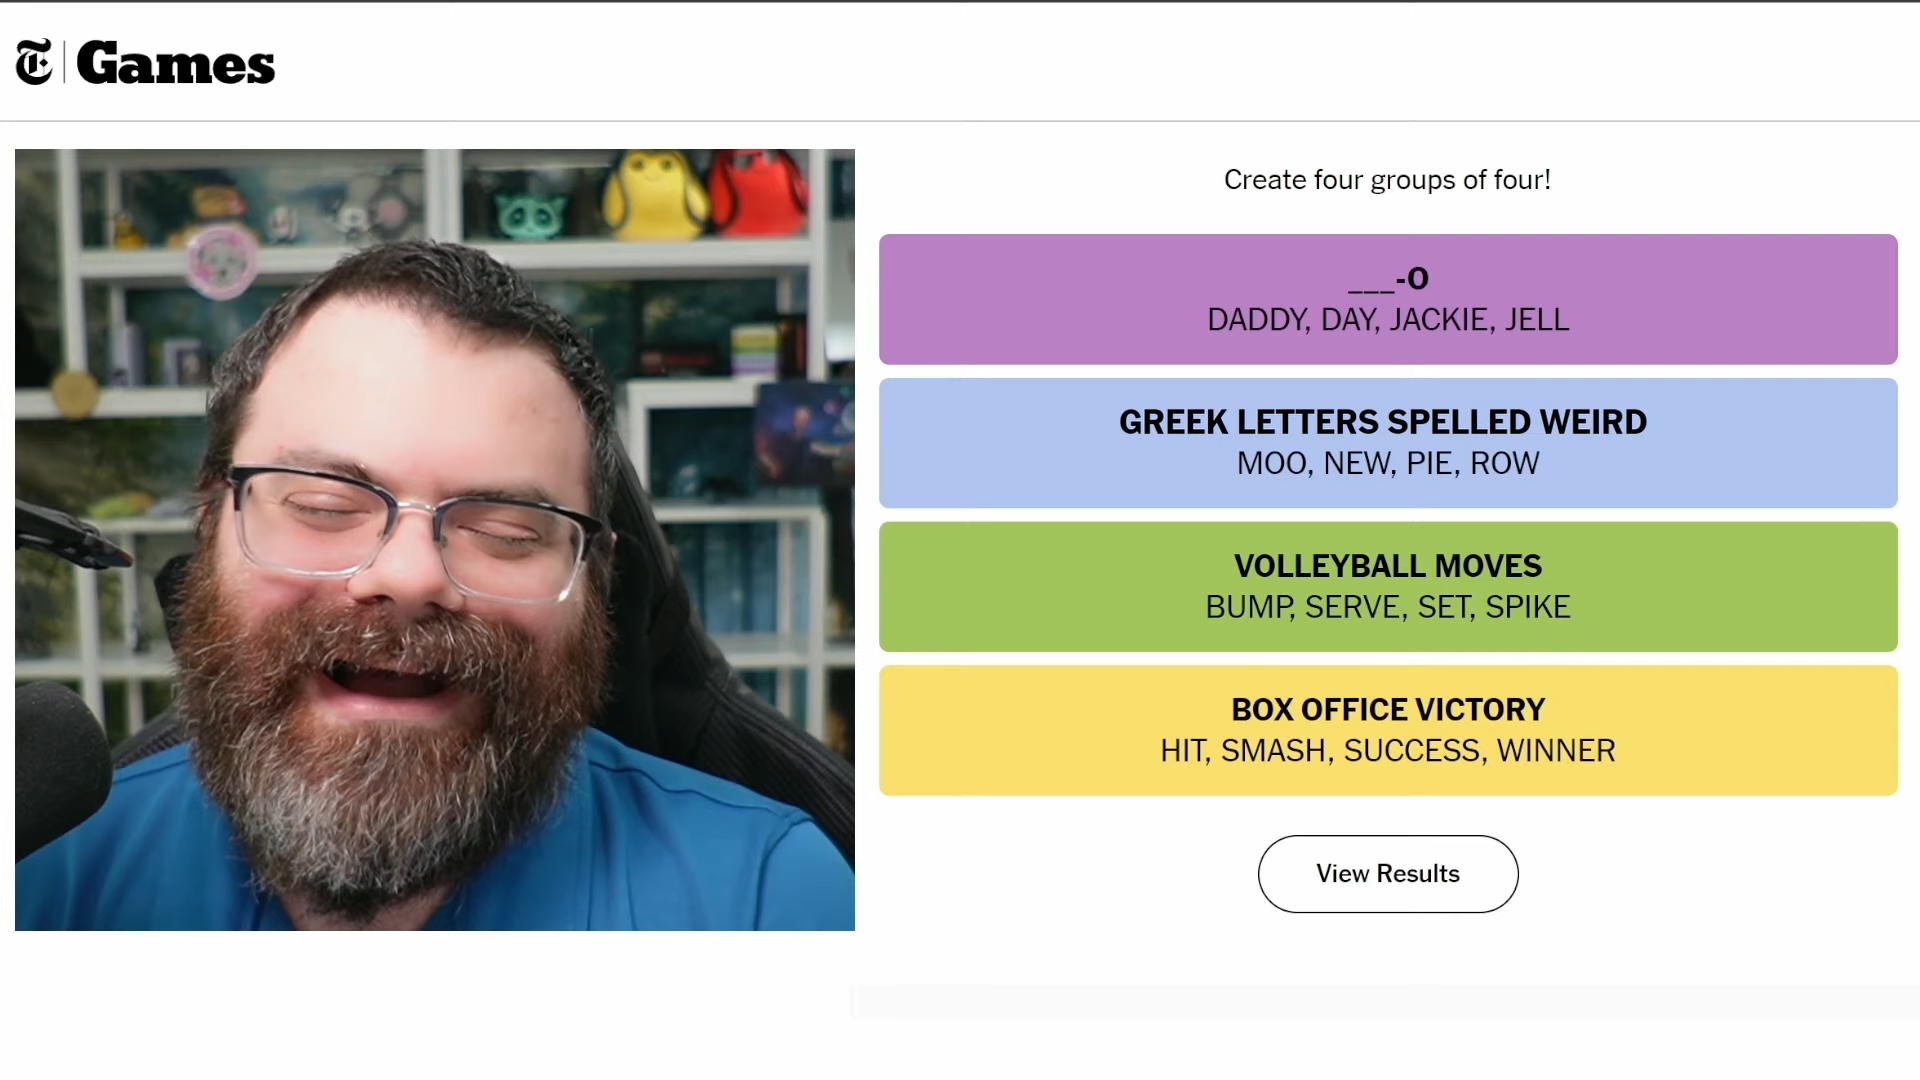 T Games
Create four groups of four!
___-O
DADDY, DAY, JACKIE, JELL
GREEK LETTERS SPELLED WEIRD
MOO, NEW, PIE, ROW
VOLLEYBALL MOVES
BUMP, SERVE, SET, SPIKE
BOX OFFICE VICTORY
HIT, SMASH, SUCCESS, WINNER
View Results